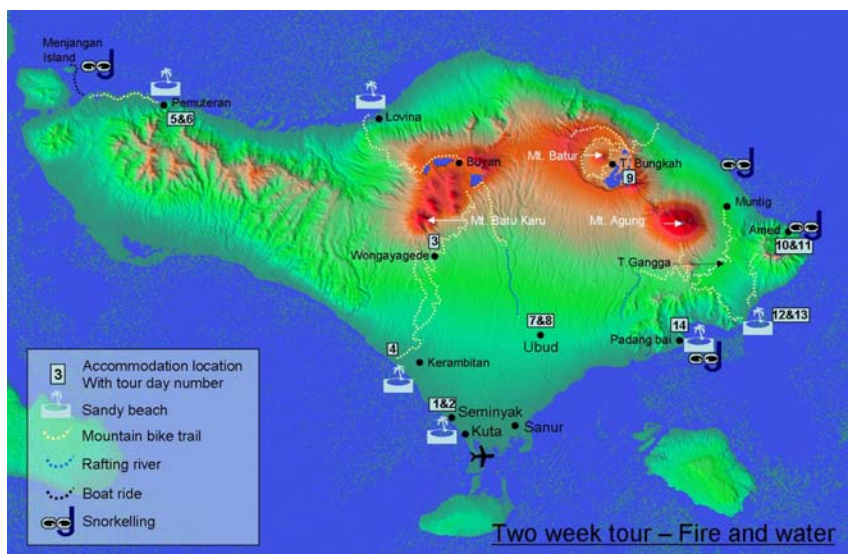 Menjangan
Island
Pemuteran
5&6
Lovina
Buyan
Mt. Batur
T. Bungkah
9
Mt. Batu Karu
Mt. Agung
Muntig
Amed
10&11
3
Wongayagede
T.Gangga
12&13
7&8
Ubud
14
Padang bai
4
Kerambitan
1&2
Seminyak
Kuta
Sanur
3
Accommodation location
With tour day number
Sandy beach
Mountain bike trail
Rafting river
Boat ride
Snorkelling
Two week tour – Fire and water